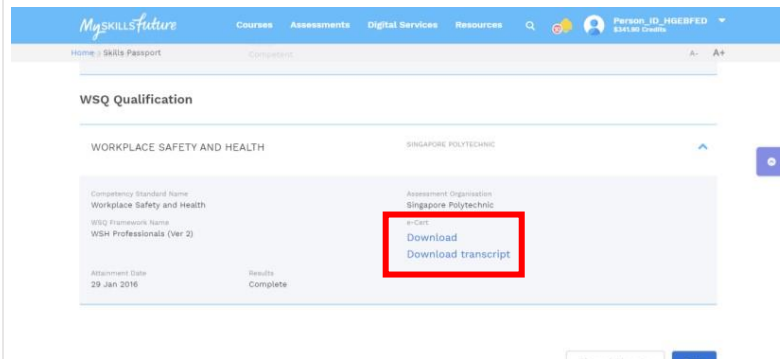 MySKILLSfuture
Courses Assessments Digital Services Resources
Person_ID_HGEBFED
$341.90 Credits
Home > Skills Passport
Competent
A- A+
WSQ Qualification
WORKPLACE SAFETY AND HEALTH
SINGAPORE POLYTECHNIC
Competency Standard Name
Workplace Safety and Health
Assessment Organisation
Singapore Polytechnic
WSQ Framework Name
WSH Professionals (Ver 2)
e-Cert
Download
Download transcript
Attainment Date
29 Jan 2016
Results
Complete